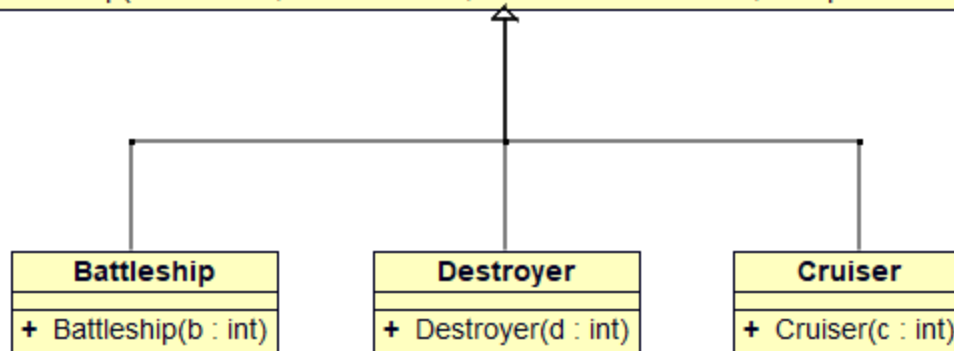 Battleship
Destroyer
Cruiser
+ Battleship(b : int)
+ Destroyer(d : int)
+ Cruiser(c : int)